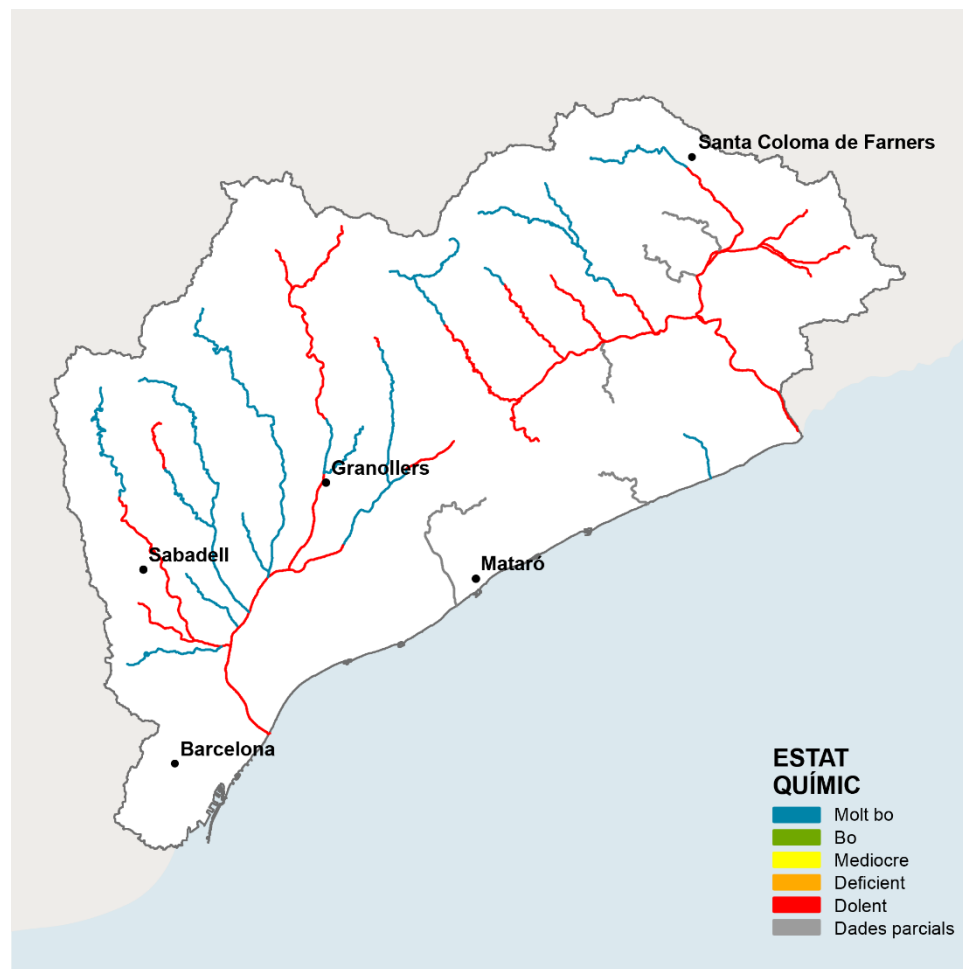 Santa Coloma de Farners
Granollers
Sabadell
Mataró
Barcelona
ESTAT
QUÍMIC
Molt bo
Bo
Mediocre
Deficient
Dolent
Dades parcials